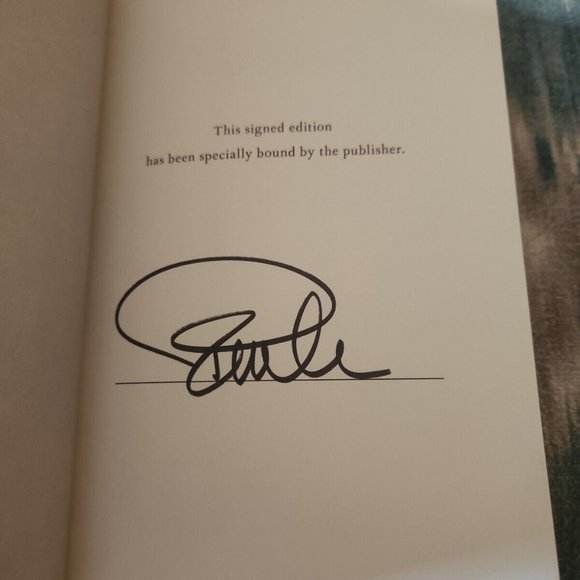 This signed edition
has been specially bound by the publisher.